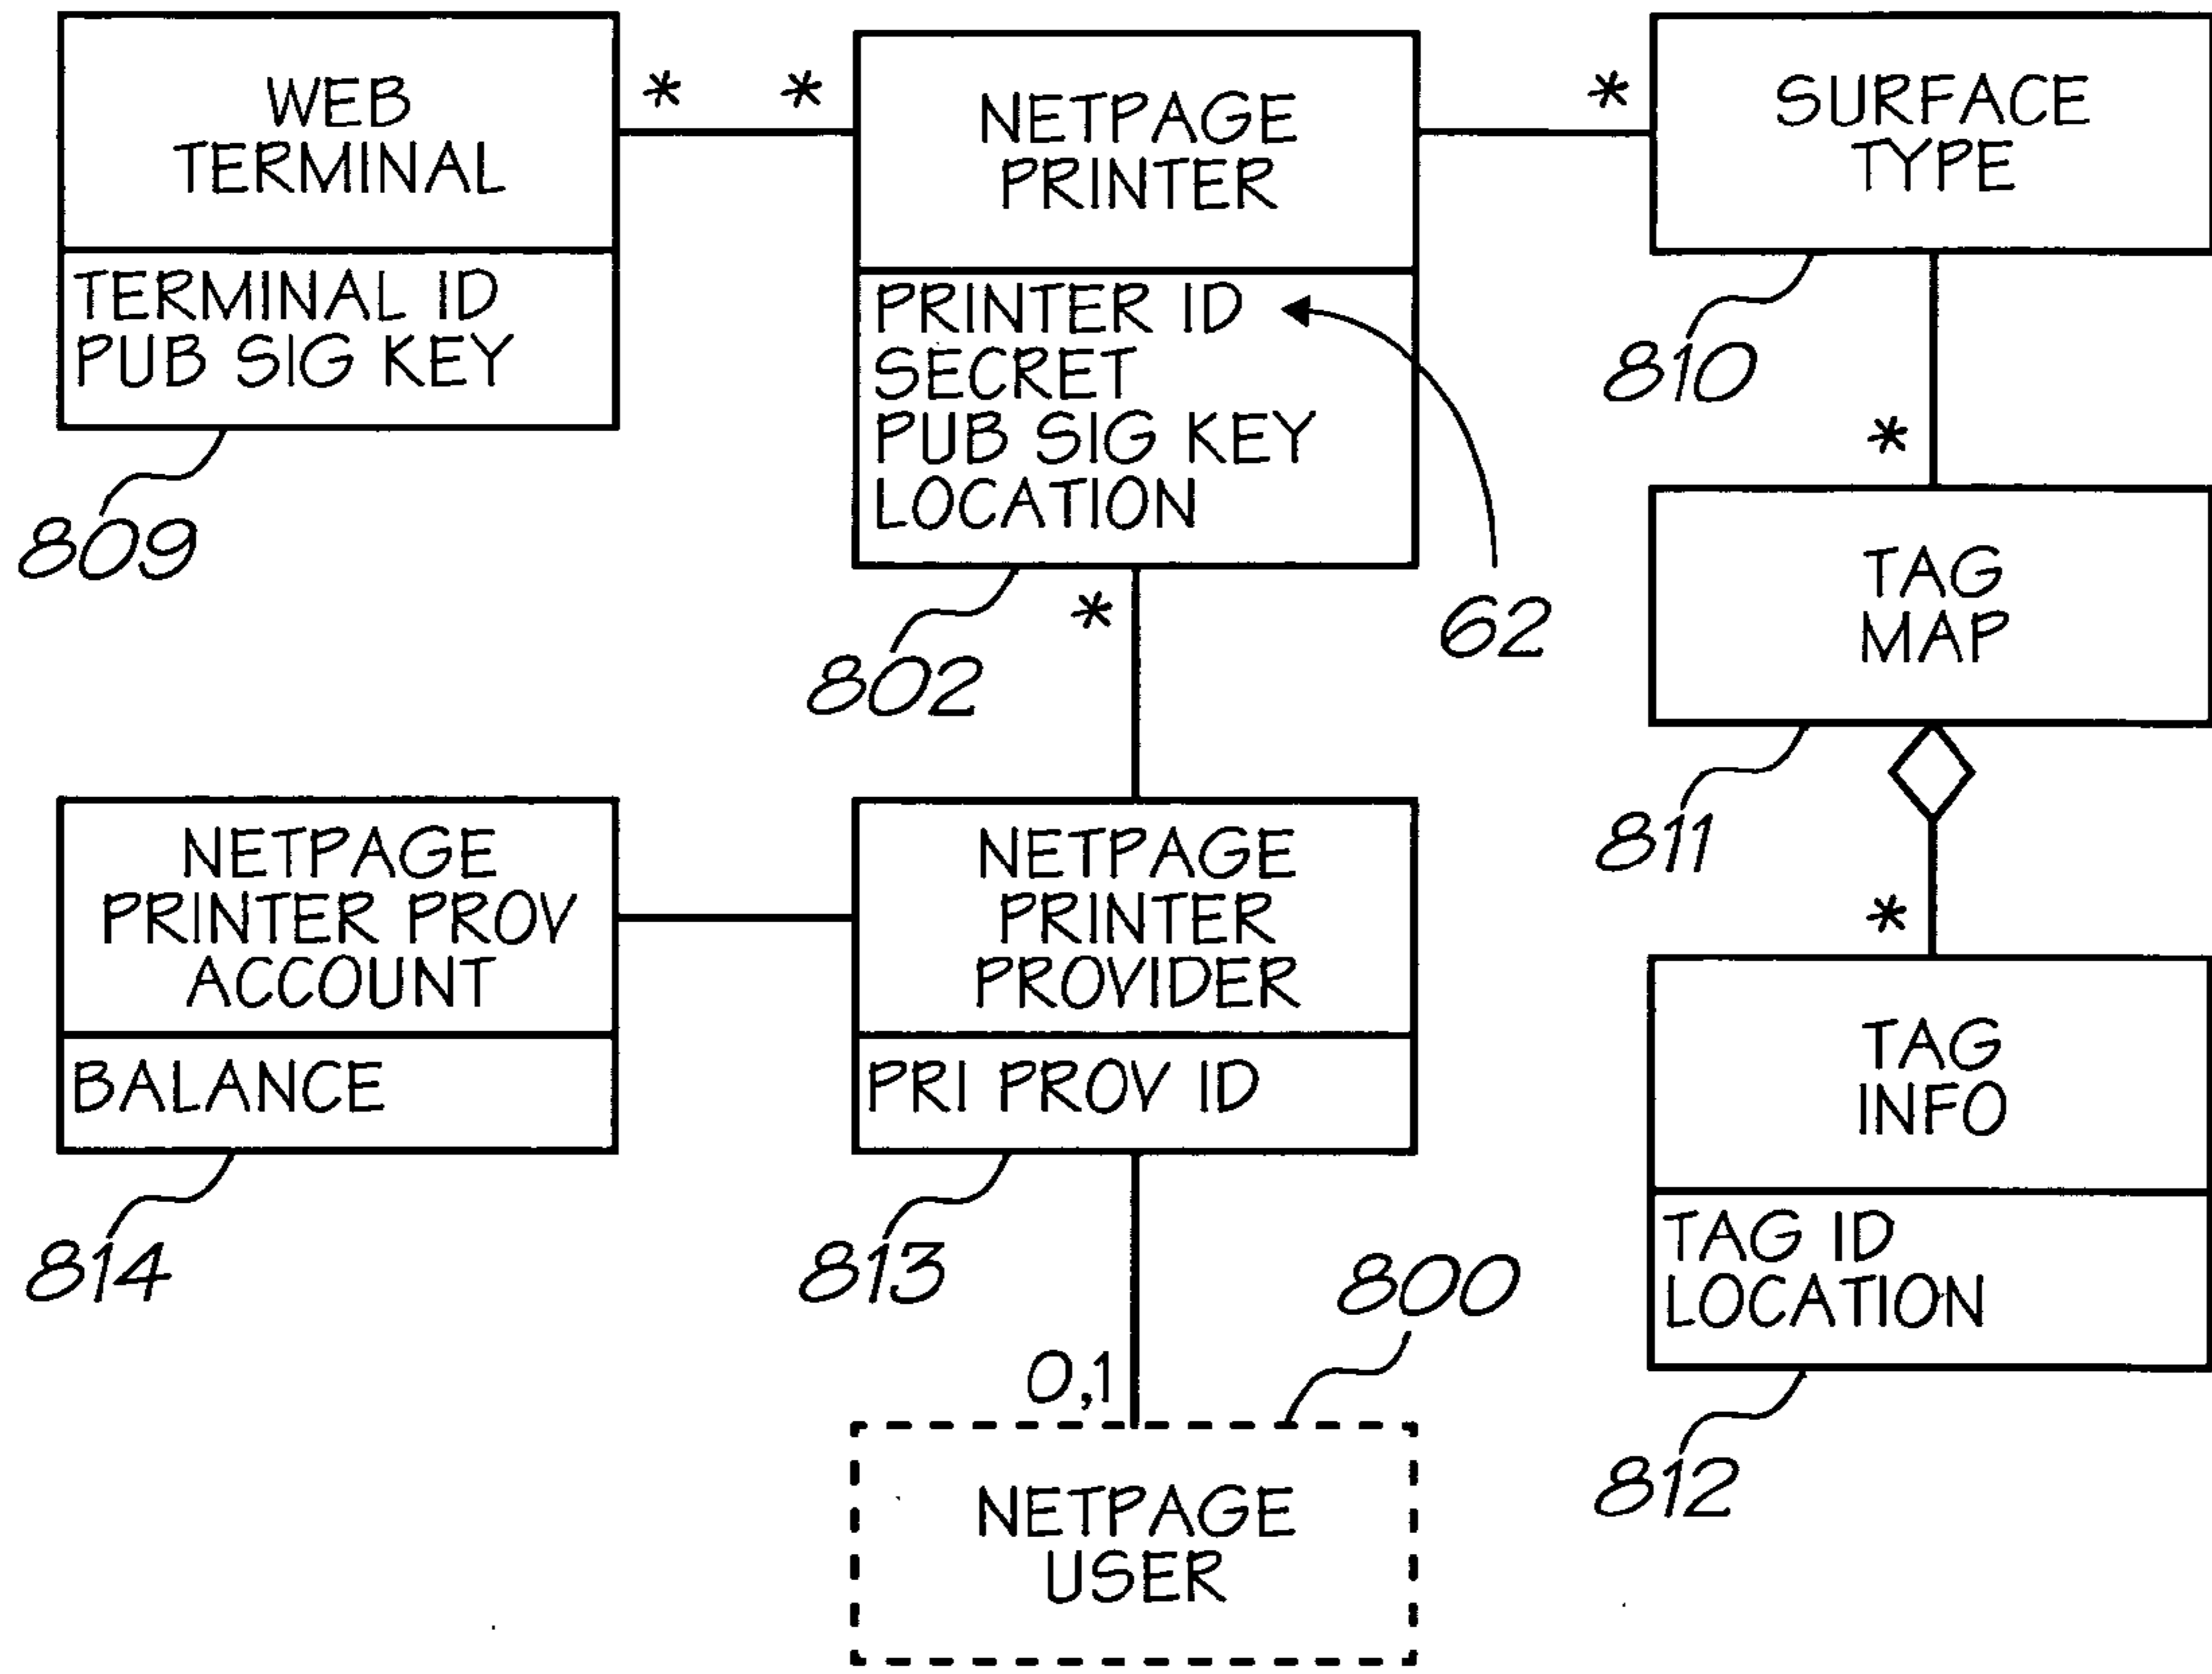 WEB
TERMINAL
TERMINAL ID
PUB SIG KEY
809
*
*
NETPAGE
PRINTER
PRINTER ID
SECRET
PUB SIG KEY
LOCATION
62
802
*
*
SURFACE
TYPE
810
*
TAG
MAP
811
*
TAG
INFO
TAG ID
LOCATION
812
NETPAGE
PRINTER PROV
ACCOUNT
BALANCE
814
NETPAGE
PRINTER
PROVIDER
PRI PROV ID
813
0,1
800
NETPAGE
USER